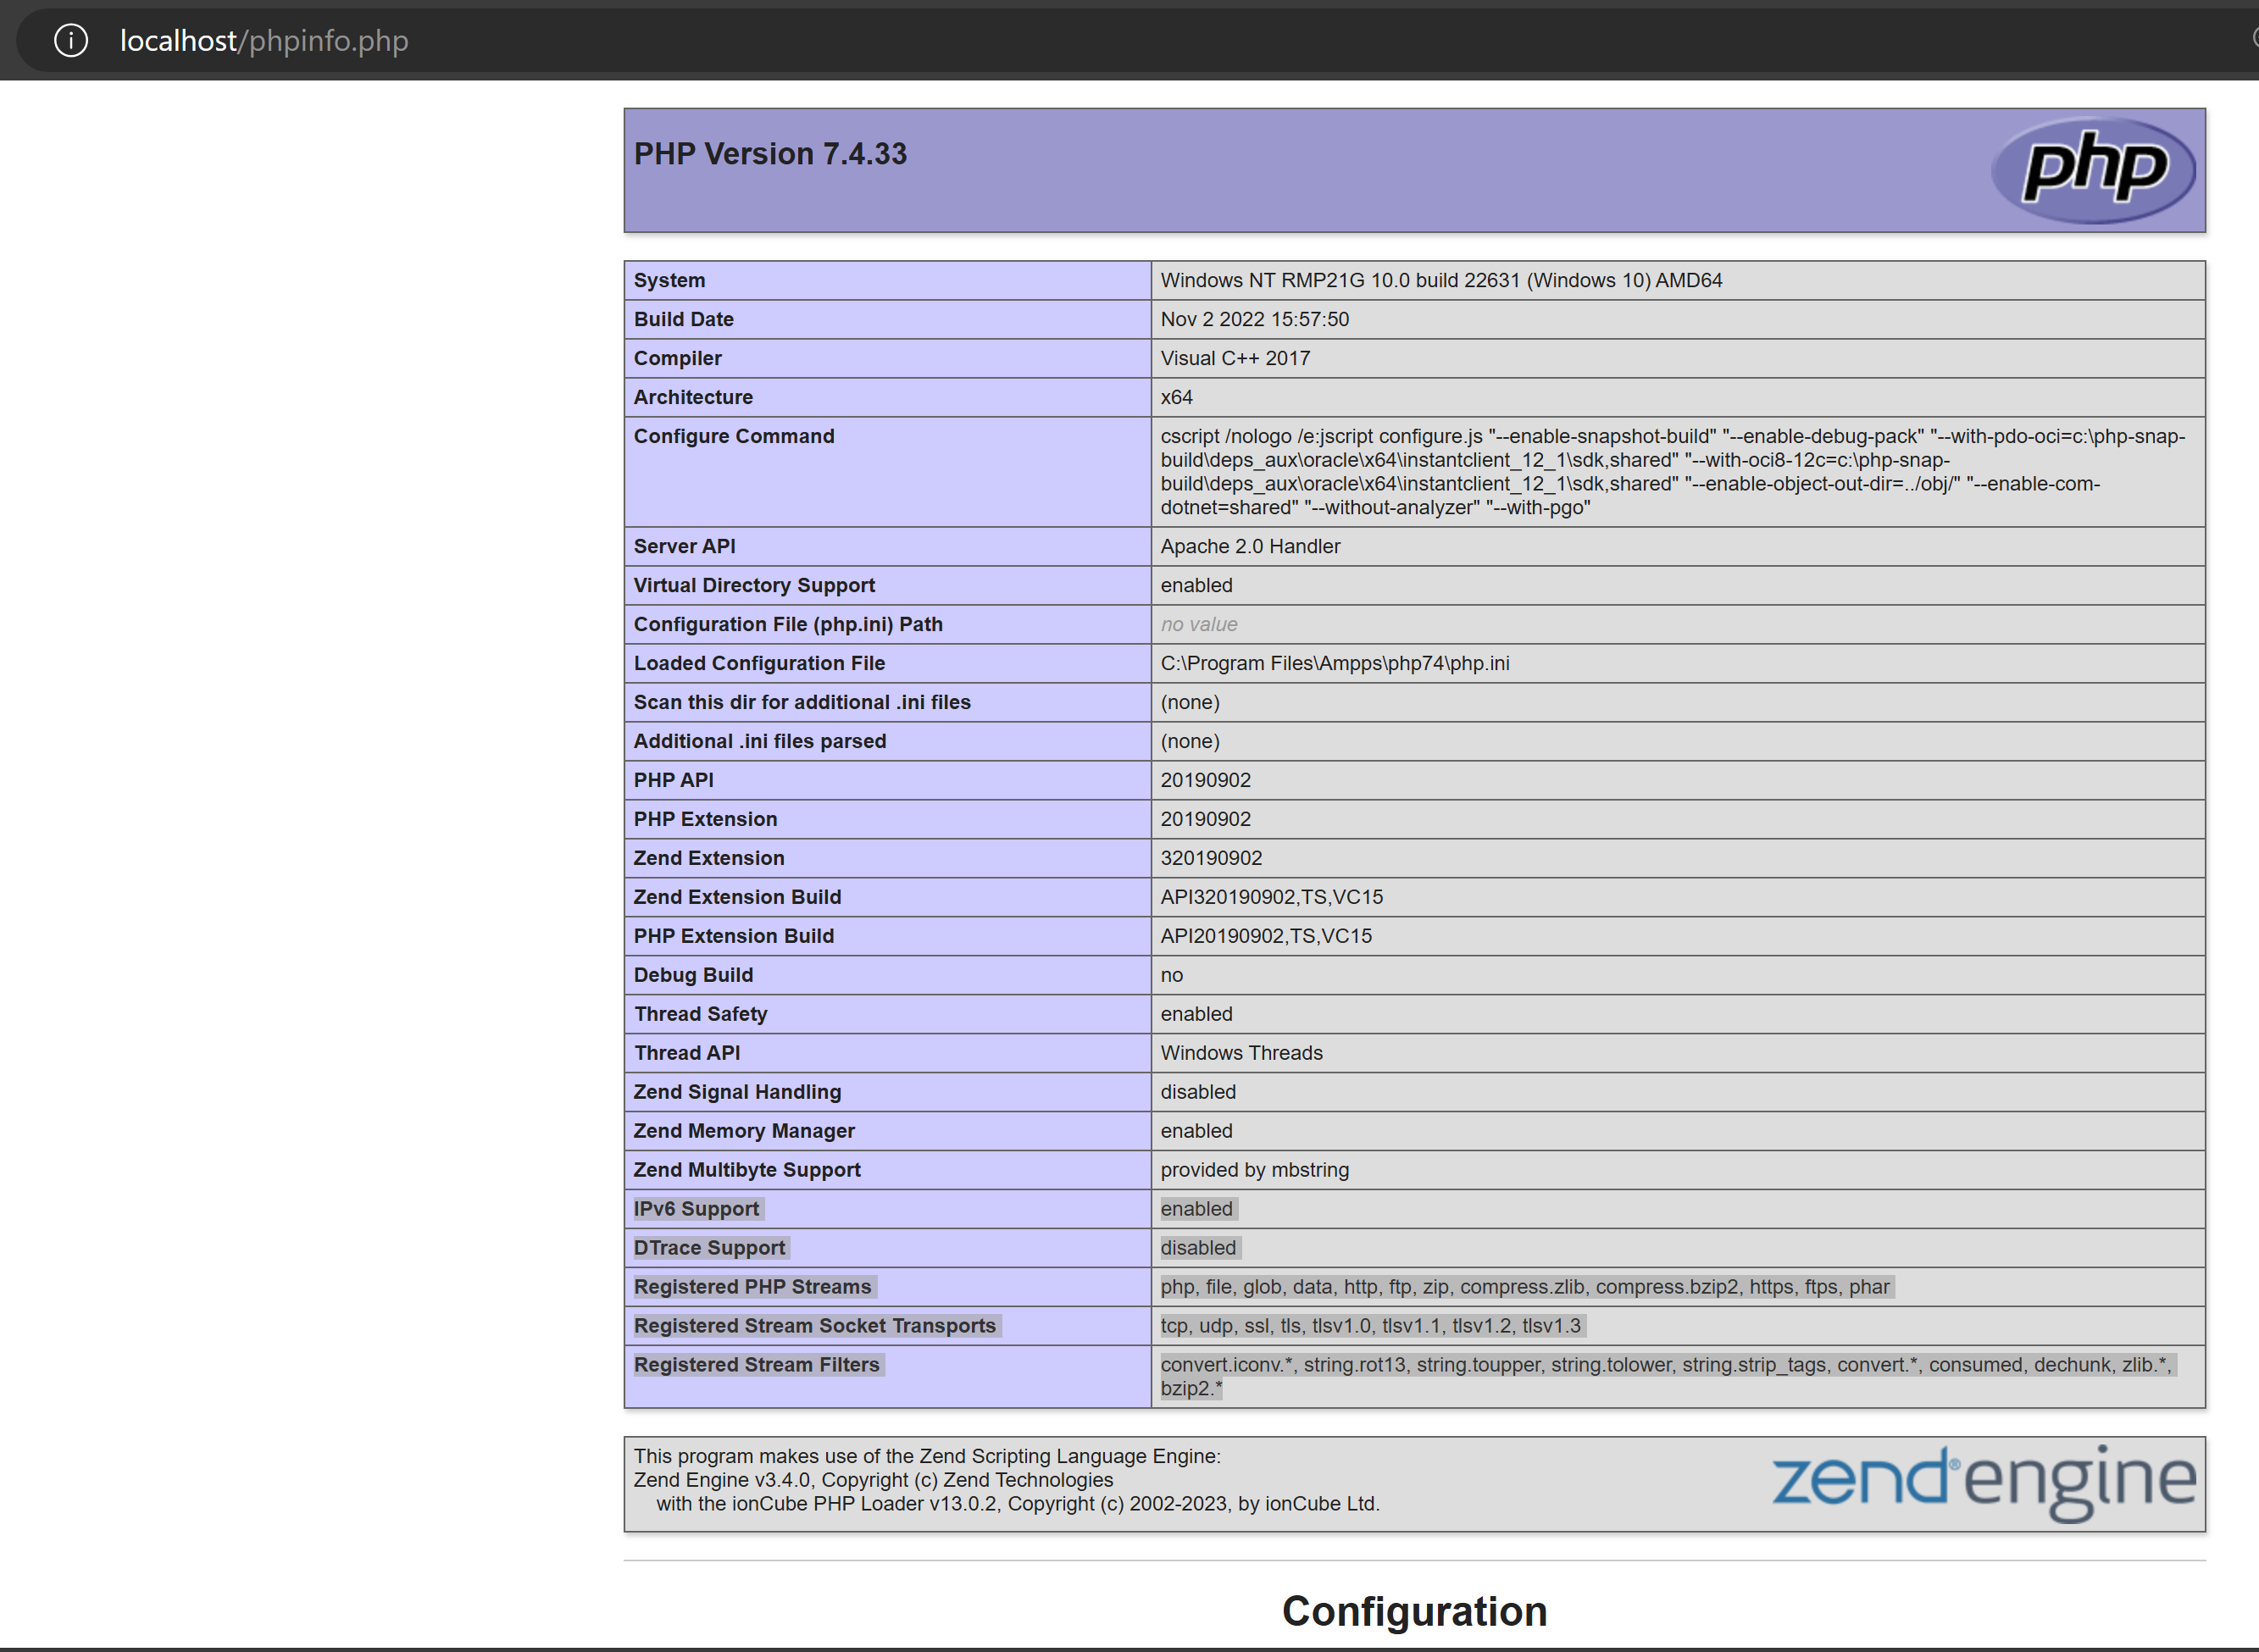 localhost/phpinfo.php
PHP Version 7.4.33
php
System Windows NT RMP21G 10.0 build 22631 (Windows 10) AMD64
Build Date Nov 2 2022 15:57:50
Compiler Visual C++ 2017
Architecture x64
Configure Command cscript /nologo /e:jscript configure.js "--enable-snapshot-build" "--enable-debug-pack" "--with-pdo-oci=c:\php-snap-
build\deps_aux\oracle\x64\instantclient_12_1\sdk,shared" "--with-oci8-12c=c:\php-snap-
build\deps_aux\oracle\x64\instantclient_12_1\sdk,shared" "--enable-object-out-dir=../obj/" "--enable-com-
dotnet=shared" "--without-analyzer" "--with-pgo"
Server API Apache 2.0 Handler
Virtual Directory Support enabled
Configuration File (php.ini) Path no value
Loaded Configuration File C:\Program Files\Ampps\php74\php.ini
Scan this dir for additional .ini files (none)
Additional .ini files parsed (none)
PHP API 20190902
PHP Extension 20190902
Zend Extension 320190902
Zend Extension Build API320190902,TS,VC15
PHP Extension Build API20190902,TS,VC15
Debug Build no
Thread Safety enabled
Thread API Windows Threads
Zend Signal Handling disabled
Zend Memory Manager enabled
Zend Multibyte Support provided by mbstring
IPv6 Support enabled
DTrace Support disabled
Registered PHP Streams php, file, glob, data, http, ftp, zip, compress.zlib, compress.bzip2, https, ftps, phar
Registered Stream Socket Transports tcp, udp, ssl, tls, tlsv1.0, tlsv1.1, tlsv1.2, tlsv1.3
Registered Stream Filters convert.iconv.*, string.rot13, string.toupper, string.tolower, string.strip_tags, convert.*, consumed, dechunk, zlib.*,
bzip2.*
This program makes use of the Zend Scripting Language Engine:
Zend Engine v3.4.0, Copyright (c) Zend Technologies
with the ionCube PHP Loader v13.0.2, Copyright (c) 2002-2023, by ionCube Ltd.
zend® engine
Configuration